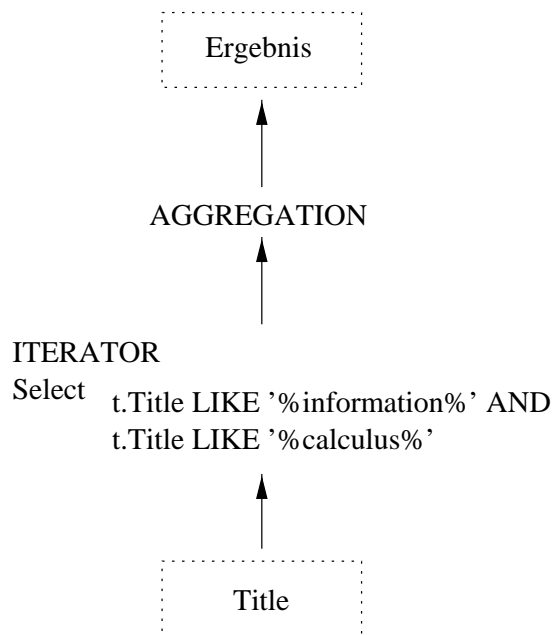 Ergebnis
AGGREGATION
ITERATOR
Select
t.Title LIKE ’%information%’ AND
t.Title LIKE ’%calculus%’
Title